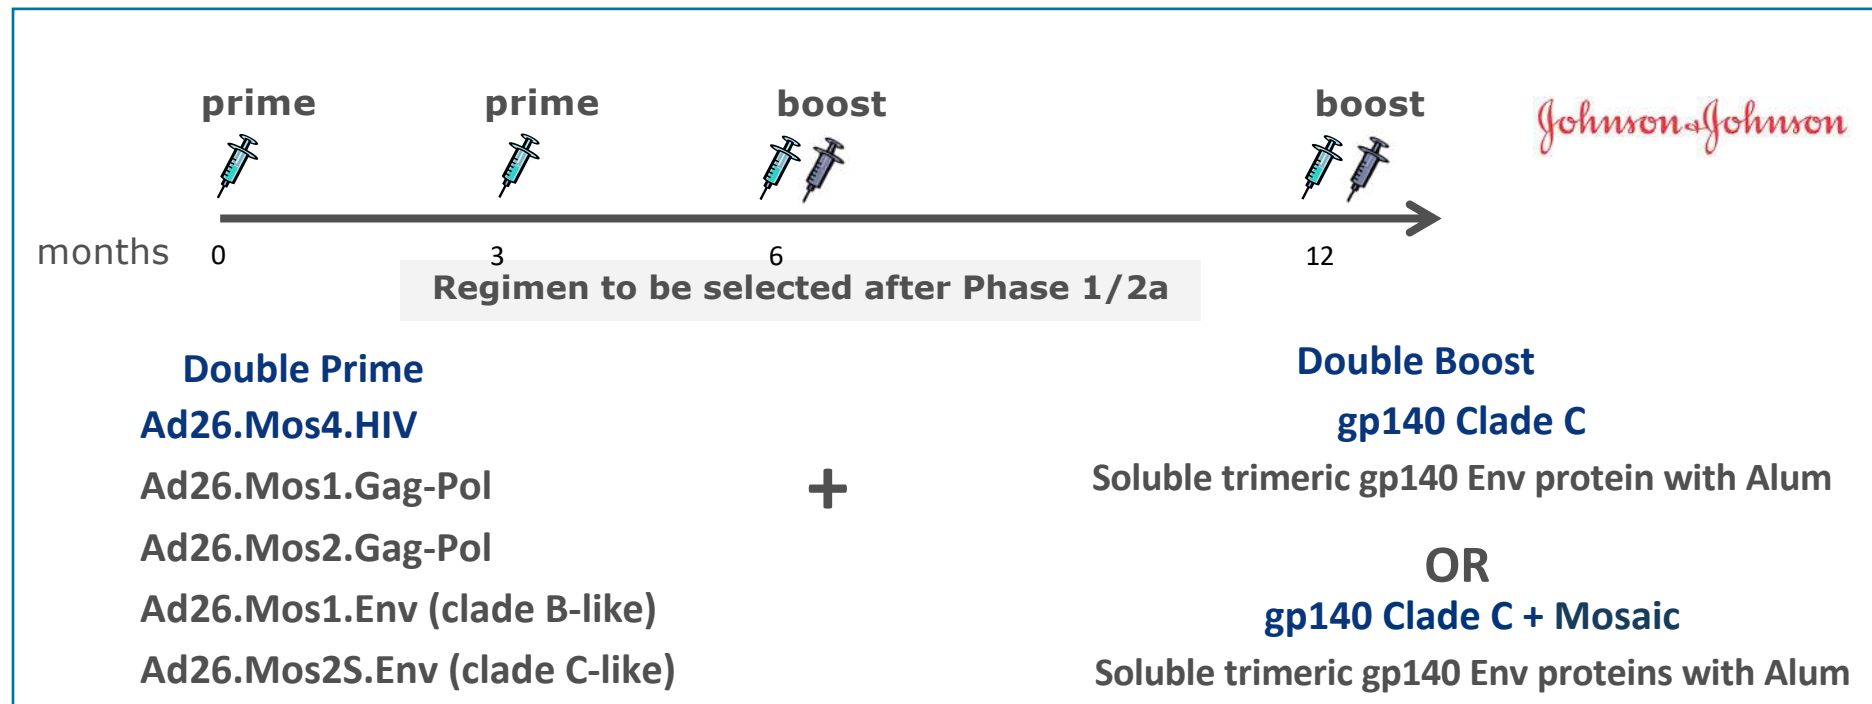 prime prime boost boost
Johnson&Johnson
months 0 3 6 12
Regimen to be selected after Phase 1/2a
Double Prime
Ad26.Mos4.HIV
Ad26.Mos1.Gag-Pol
Ad26.Mos2.Gag-Pol
Ad26.Mos1.Env (clade B-like)
Ad26.Mos2S.Env (clade C-like)
+
Double Boost
gp140 Clade C
Soluble trimeric gp140 Env protein with Alum
OR
gp140 Clade C + Mosaic
Soluble trimeric gp140 Env proteins with Alum